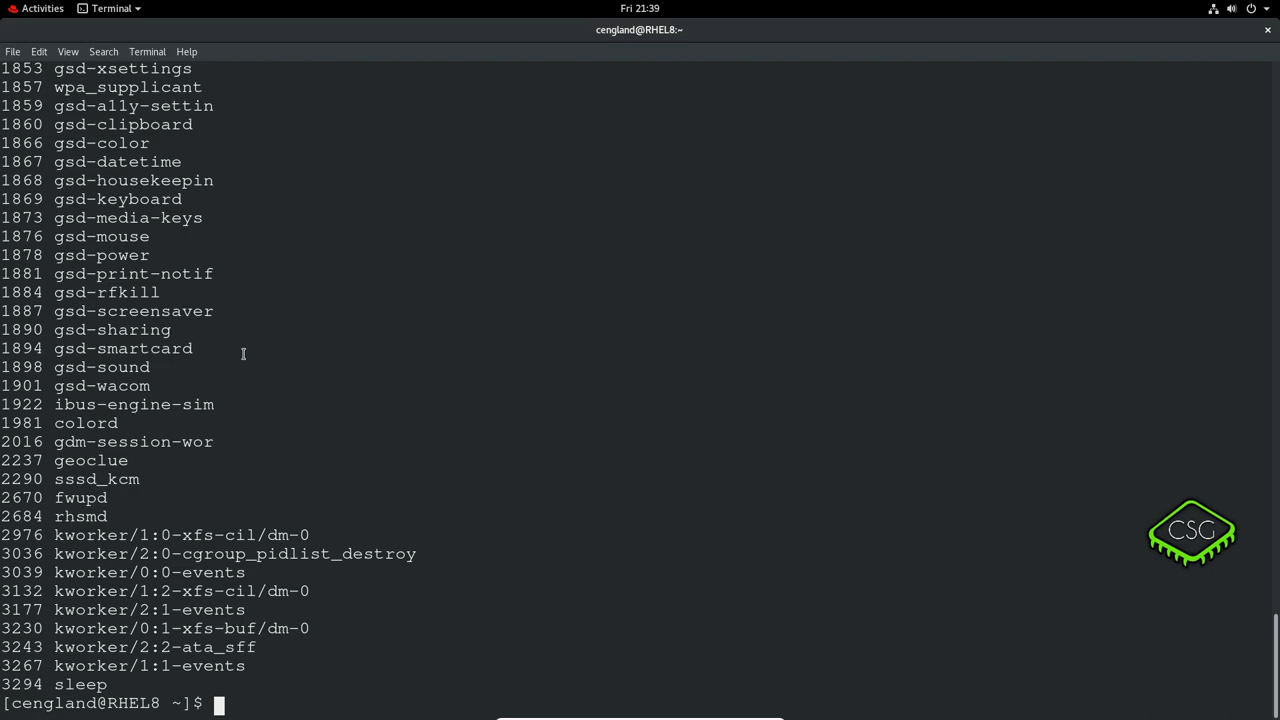 Activities
Terminal
Fri 21:39
cengland@RHEL8:~
×
File Edit View Search Terminal Help
1853 gsd-xsettings
1857 wpa_supplicant
1859 gsd-a11y-settin
1860 gsd-clipboard
1866 gsd-color
1867 gsd-datetime
1868 gsd-housekeepin
1869 gsd-keyboard
1873 gsd-media-keys
1876 gsd-mouse
1878 gsd-power
1881 gsd-print-notif
1884 gsd-rfkill
1887 gsd-screensaver
1890 gsd-sharing
1894 gsd-smartcard
1898 gsd-sound
1901 gsd-wacom
1922 ibus-engine-sim
1981 colord
2016 gdm-session-wor
2237 geoclue
2290 sssd_kcm
2670 fwupd
2684 rhsmd
2976 kworker/1:0-xfs-cil/dm-0
3036 kworker/2:0-cgroup_pidlist_destroy
3039 kworker/0:0-events
3132 kworker/1:2-xfs-cil/dm-0
3177 kworker/2:1-events
3230 kworker/0:1-xfs-buf/dm-0
3243 kworker/2:2-ata_sff
3267 kworker/1:1-events
3294 sleep
[cengland@RHEL8 ~]$
CSG